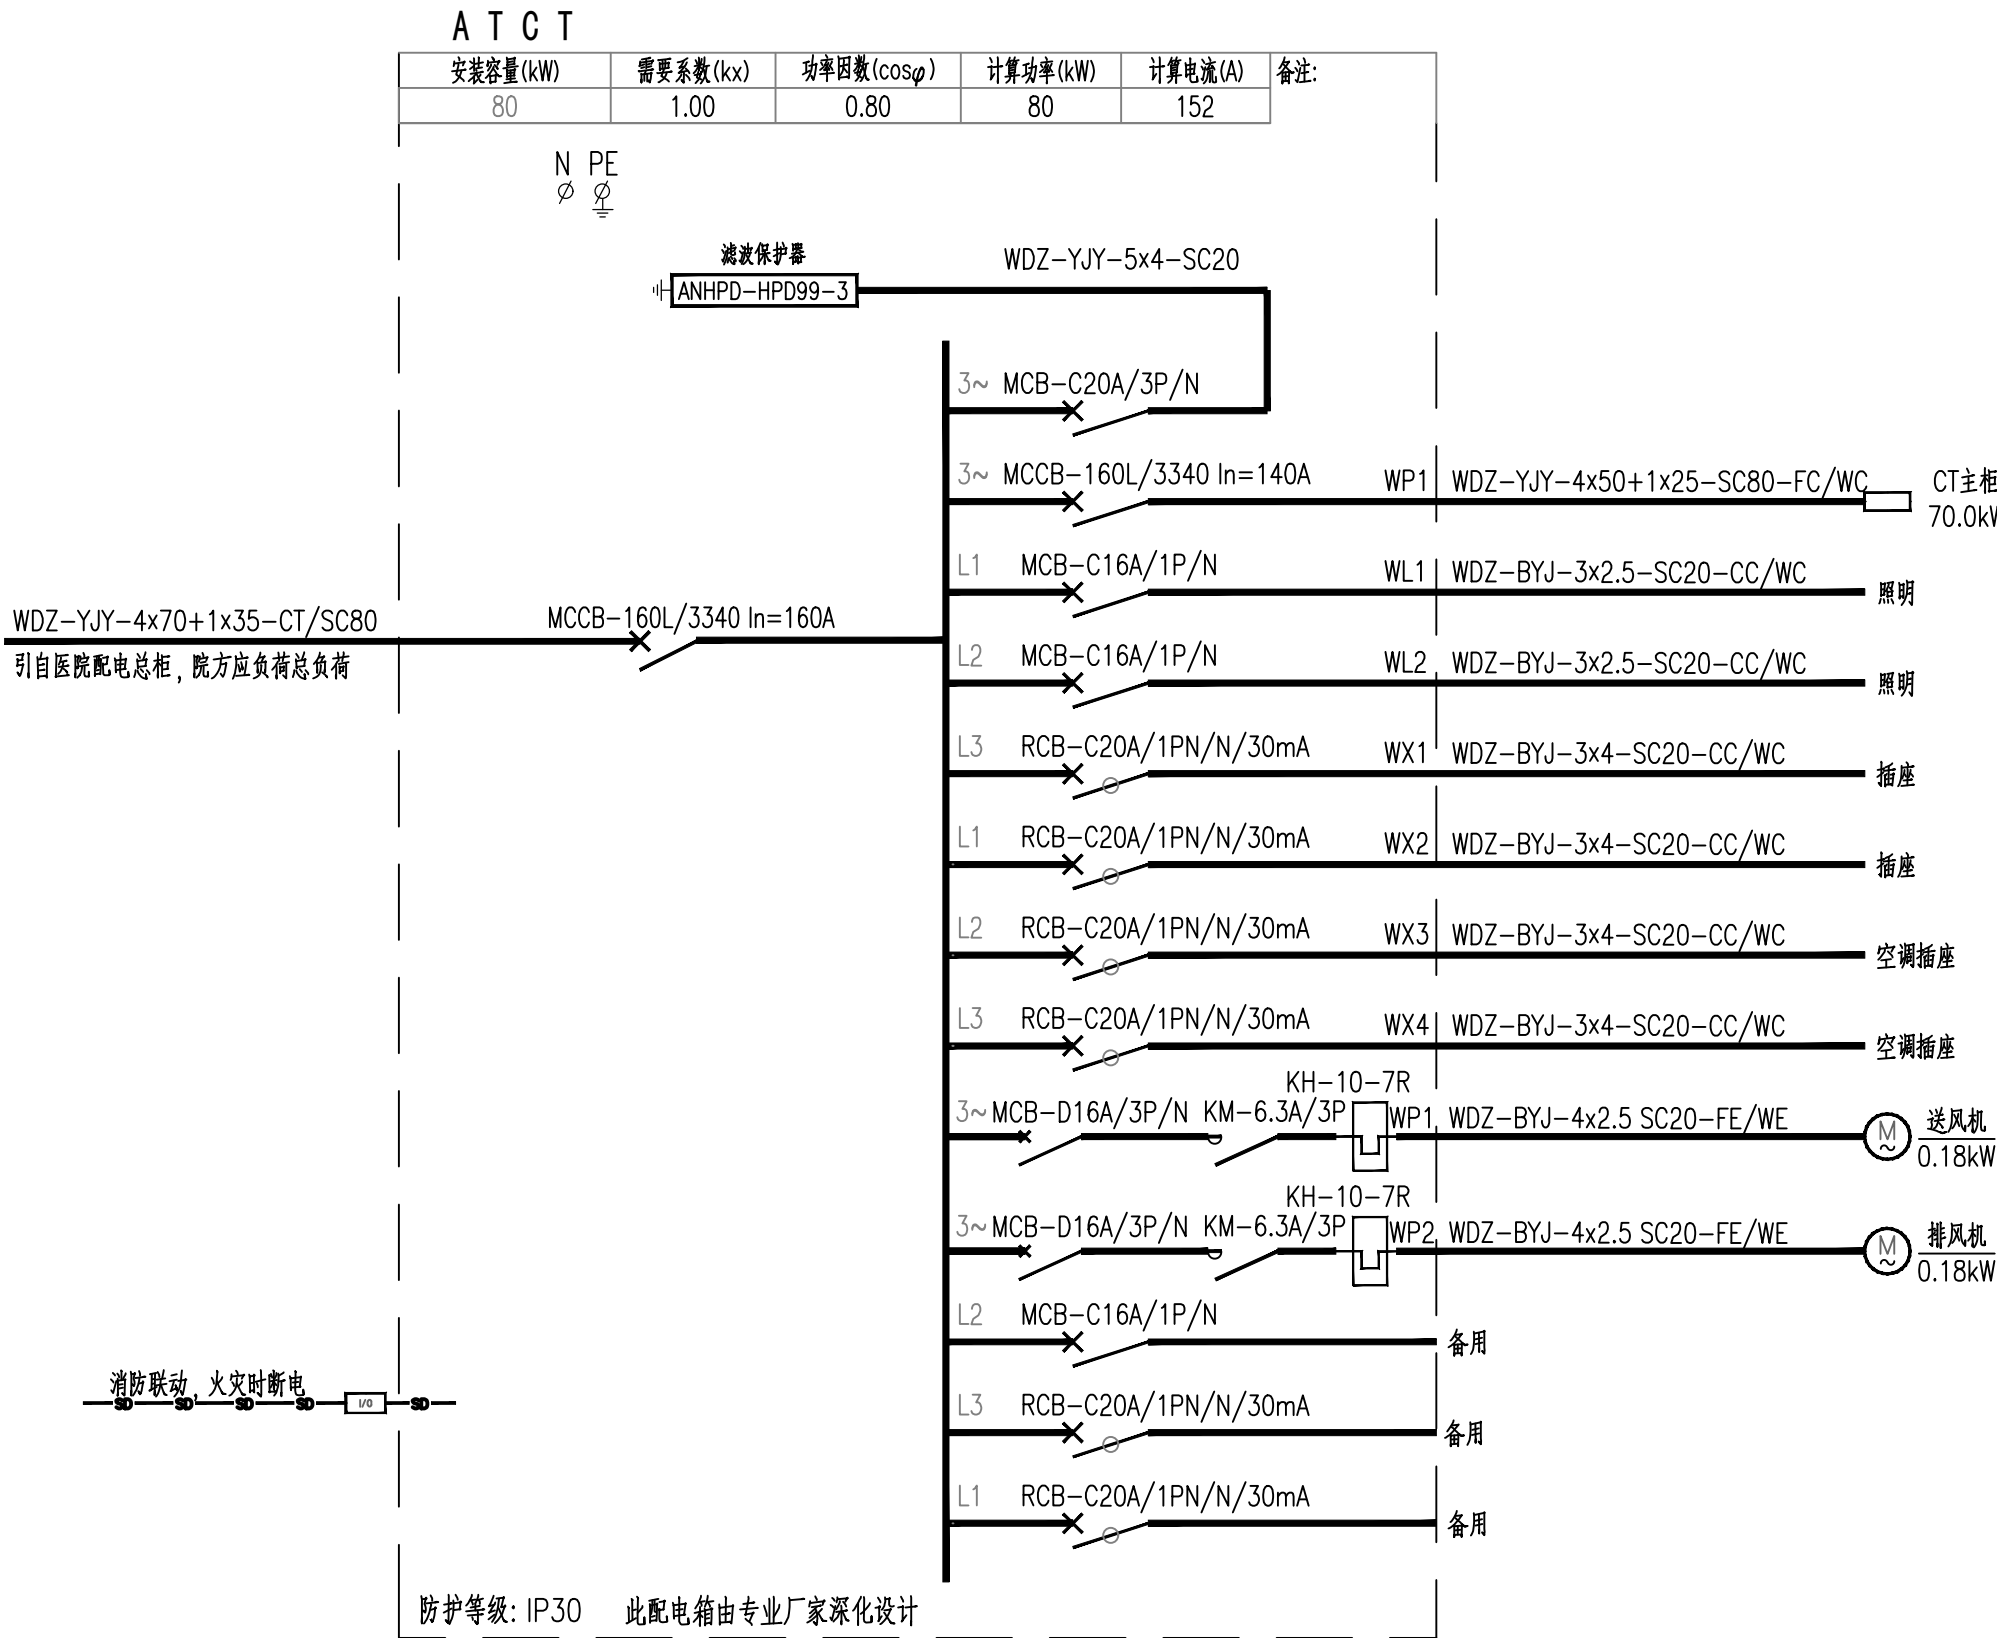 ATCT
安装容量(kW) 需要系数(kx) 功率因数(cosφ) 计算功率(kW) 计算电流(A) 备注:
80 1.00 0.80 80 152
N PE
滤波保护器
ANHPD-HPD99-3
WDZ-YJY-5x4-SC20
3~ MCB-C20A/3P/N
3~ MCCB-160L/3340 In=140A WP1 WDZ-YJY-4x50+1x25-SC80-FC/WC CT主柜
70.0kW
L1 MCB-C16A/1P/N WL1 WDZ-BYJ-3x2.5-SC20-CC/WC 照明
WDZ-YJY-4x70+1x35-CT/SC80 MCCB-160L/3340 In=160A
引自医院配电总柜，院方应负荷总负荷
L2 MCB-C16A/1P/N WL2 WDZ-BYJ-3x2.5-SC20-CC/WC 照明
L3 RCB-C20A/1PN/N/30mA WX1 WDZ-BYJ-3x4-SC20-CC/WC 插座
L1 RCB-C20A/1PN/N/30mA WX2 WDZ-BYJ-3x4-SC20-CC/WC 插座
L2 RCB-C20A/1PN/N/30mA WX3 WDZ-BYJ-3x4-SC20-CC/WC 空调插座
L3 RCB-C20A/1PN/N/30mA WX4 WDZ-BYJ-3x4-SC20-CC/WC 空调插座
KH-10-7R
3~ MCB-D16A/3P/N KM-6.3A/3P WP1 WDZ-BYJ-4x2.5 SC20-FE/WE M~ 送风机
0.18kW
KH-10-7R
3~ MCB-D16A/3P/N KM-6.3A/3P WP2 WDZ-BYJ-4x2.5 SC20-FE/WE M~ 排风机
0.18kW
L2 MCB-C16A/1P/N 备用
消防联动，火灾时断电
SD SD SD SD I/O SD
L3 RCB-C20A/1PN/N/30mA 备用
L1 RCB-C20A/1PN/N/30mA 备用
防护等级: IP30 此配电箱由专业厂家深化设计